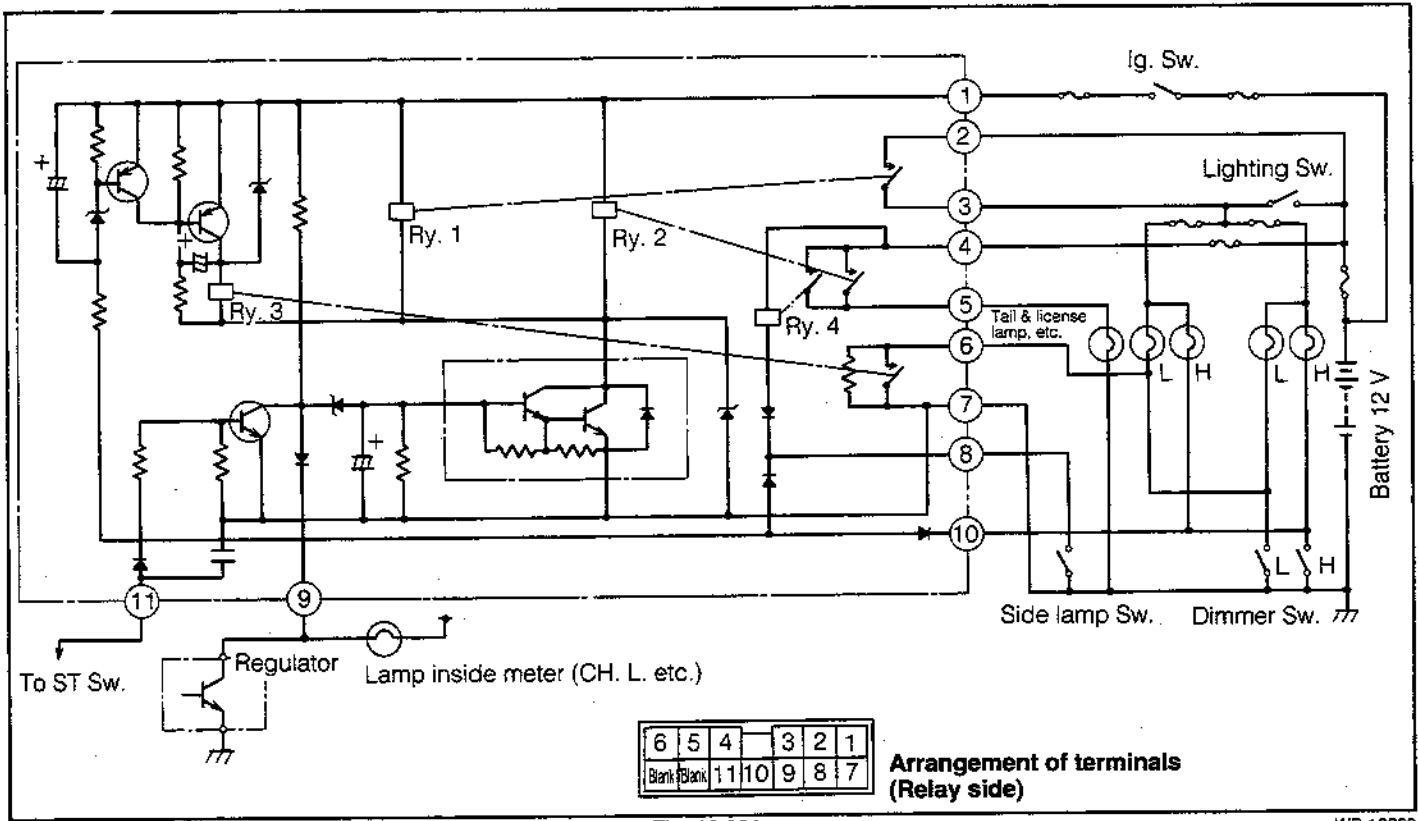 Ig. Sw.
1
2
Lighting Sw.
3
+
4
Ry. 1
Ry. 2
+
5
Ry. 3
Ry. 4
Tail & license
lamp, etc.
6
L H L H
7
+
8
Battery 12 V
10
L H
11 9
Side lamp Sw. Dimmer Sw.
Regulator
To ST Sw.
Lamp inside meter (CH. L. etc.)
6 5 4 3 2 1
Blank Blank 11 10 9 8 7
Arrangement of terminals
(Relay side)